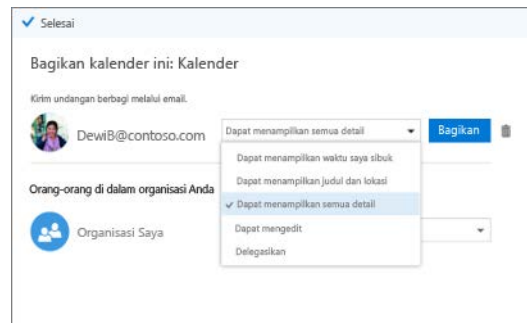 Selesai
Bagikan kalender ini: Kalender
Kirim undangan berbagi melalui email.
DewiB@contoso.com
Dapat menampilkan semua detail
Bagikan
Dapat menampilkan waktu saya sibuk
Dapat menampilkan judul dan lokasi
Dapat menampilkan semua detail
Dapat mengedit
Delegasikan
Orang-orang di dalam organisasi Anda
Organisasi Saya